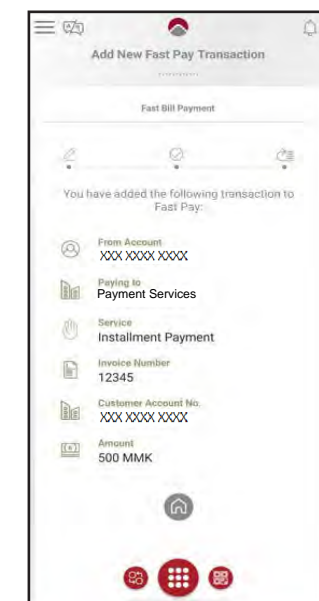 Add New Fast Pay Transaction
Fast Bill Payment
You have added the following transaction to
Fast Pay:
From Account
XXX XXXX XXXX
Paying to
Payment Services
Service
Installment Payment
Invoice Number
12345
Customer Account No.
XXX XXXX XXXX
Amount
500 MMK